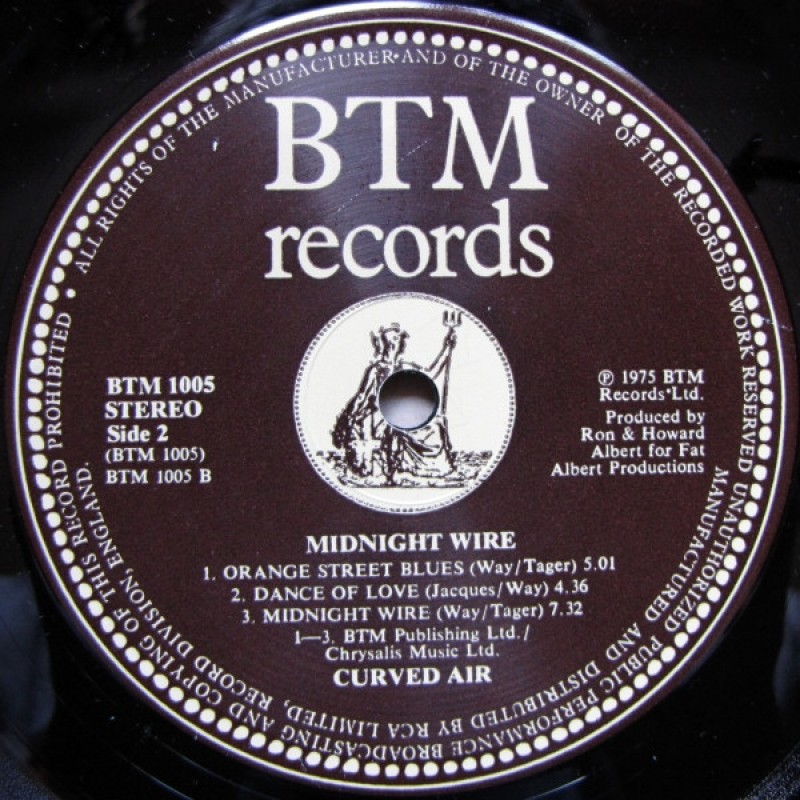 BTM
records
BTM 1005
STEREO
Side 2
(BTM 1005)
BTM 1005 B
℗ 1975 BTM
Records Ltd.
Produced by
Ron & Howard
Albert for Fat
Albert Productions
MIDNIGHT WIRE
1. ORANGE STREET BLUES (Way/Tager) 5.01
2. DANCE OF LOVE (Jacques/Way) 4.36
3. MIDNIGHT WIRE (Way/Tager) 7.32
1—3. BTM Publishing Ltd./
Chrysalis Music Ltd.
CURVED AIR
ALL RIGHTS OF THE MANUFACTURER AND OF THE OWNER OF THE RECORDED WORK RESERVED UNAUTHORIZED PUBLIC PERFORMANCE BROADCASTING AND COPYING OF THIS RECORD PROHIBITED •
MANUFACTURED AND DISTRIBUTED BY RCA LIMITED, RECORD DIVISION, ENGLAND.